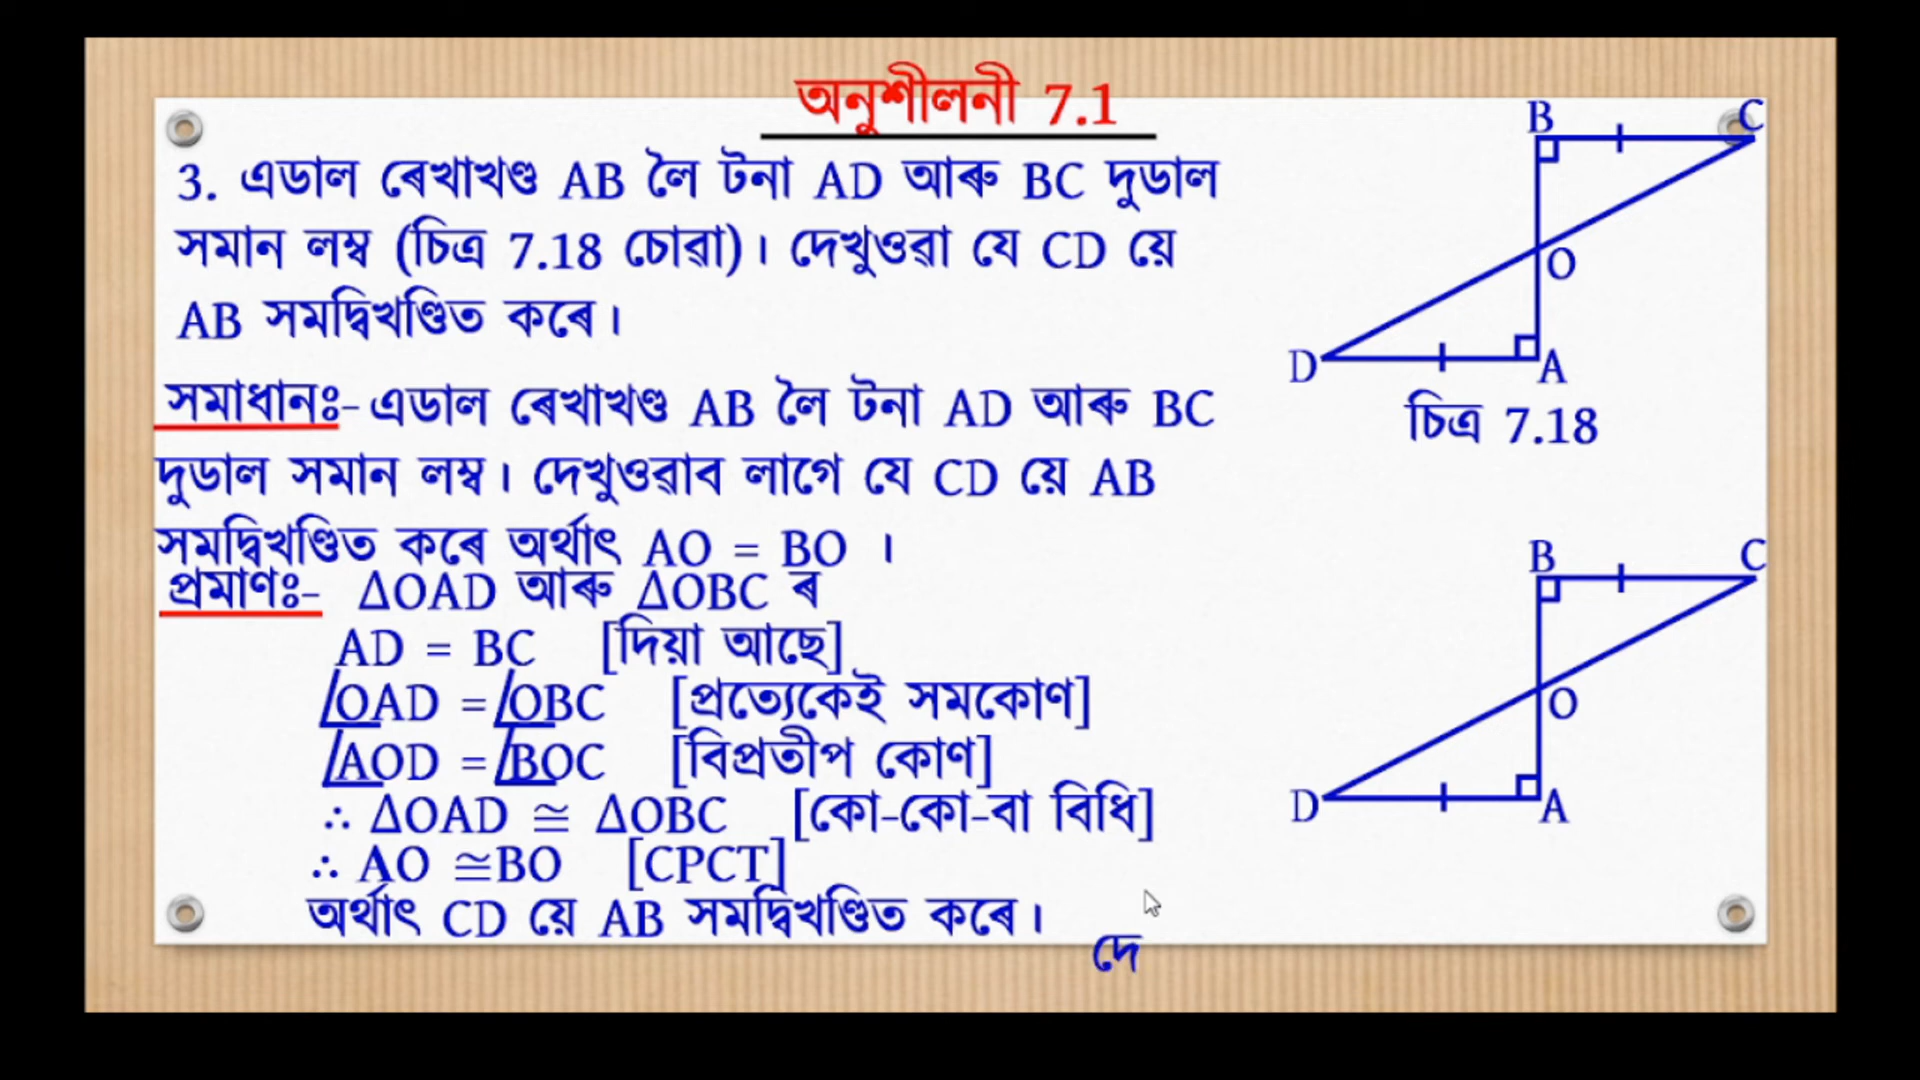 অনুশীলনী 7.1
3. এডাল ৰেখাখণ্ড AB লৈ টনা AD আৰু BC দুডাল
সমান লম্ব (চিত্ৰ 7.18 চোৱা)। দেখুওৱা যে CD য়ে
AB সমদ্বিখণ্ডিত কৰে।
সমাধানঃ- এডাল ৰেখাখণ্ড AB লৈ টনা AD আৰু BC
দুডাল সমান লম্ব। দেখুওৱাব লাগে যে CD য়ে AB
সমদ্বিখণ্ডিত কৰে অৰ্থাৎ AO = BO ।
প্ৰমাণঃ- ΔOAD আৰু ΔOBC ৰ
AD = BC [দিয়া আছে]
∠OAD = ∠OBC [প্ৰত্যেকেই সমকোণ]
∠AOD = ∠BOC [বিপ্ৰতীপ কোণ]
∴ ΔOAD ≅ ΔOBC [কো-কো-বা বিধি]
∴ AO ≅BO [CPCT]
অৰ্থাৎ CD য়ে AB সমদ্বিখণ্ডিত কৰে।
দে
B C
O
D A
চিত্ৰ 7.18
B C
O
D A